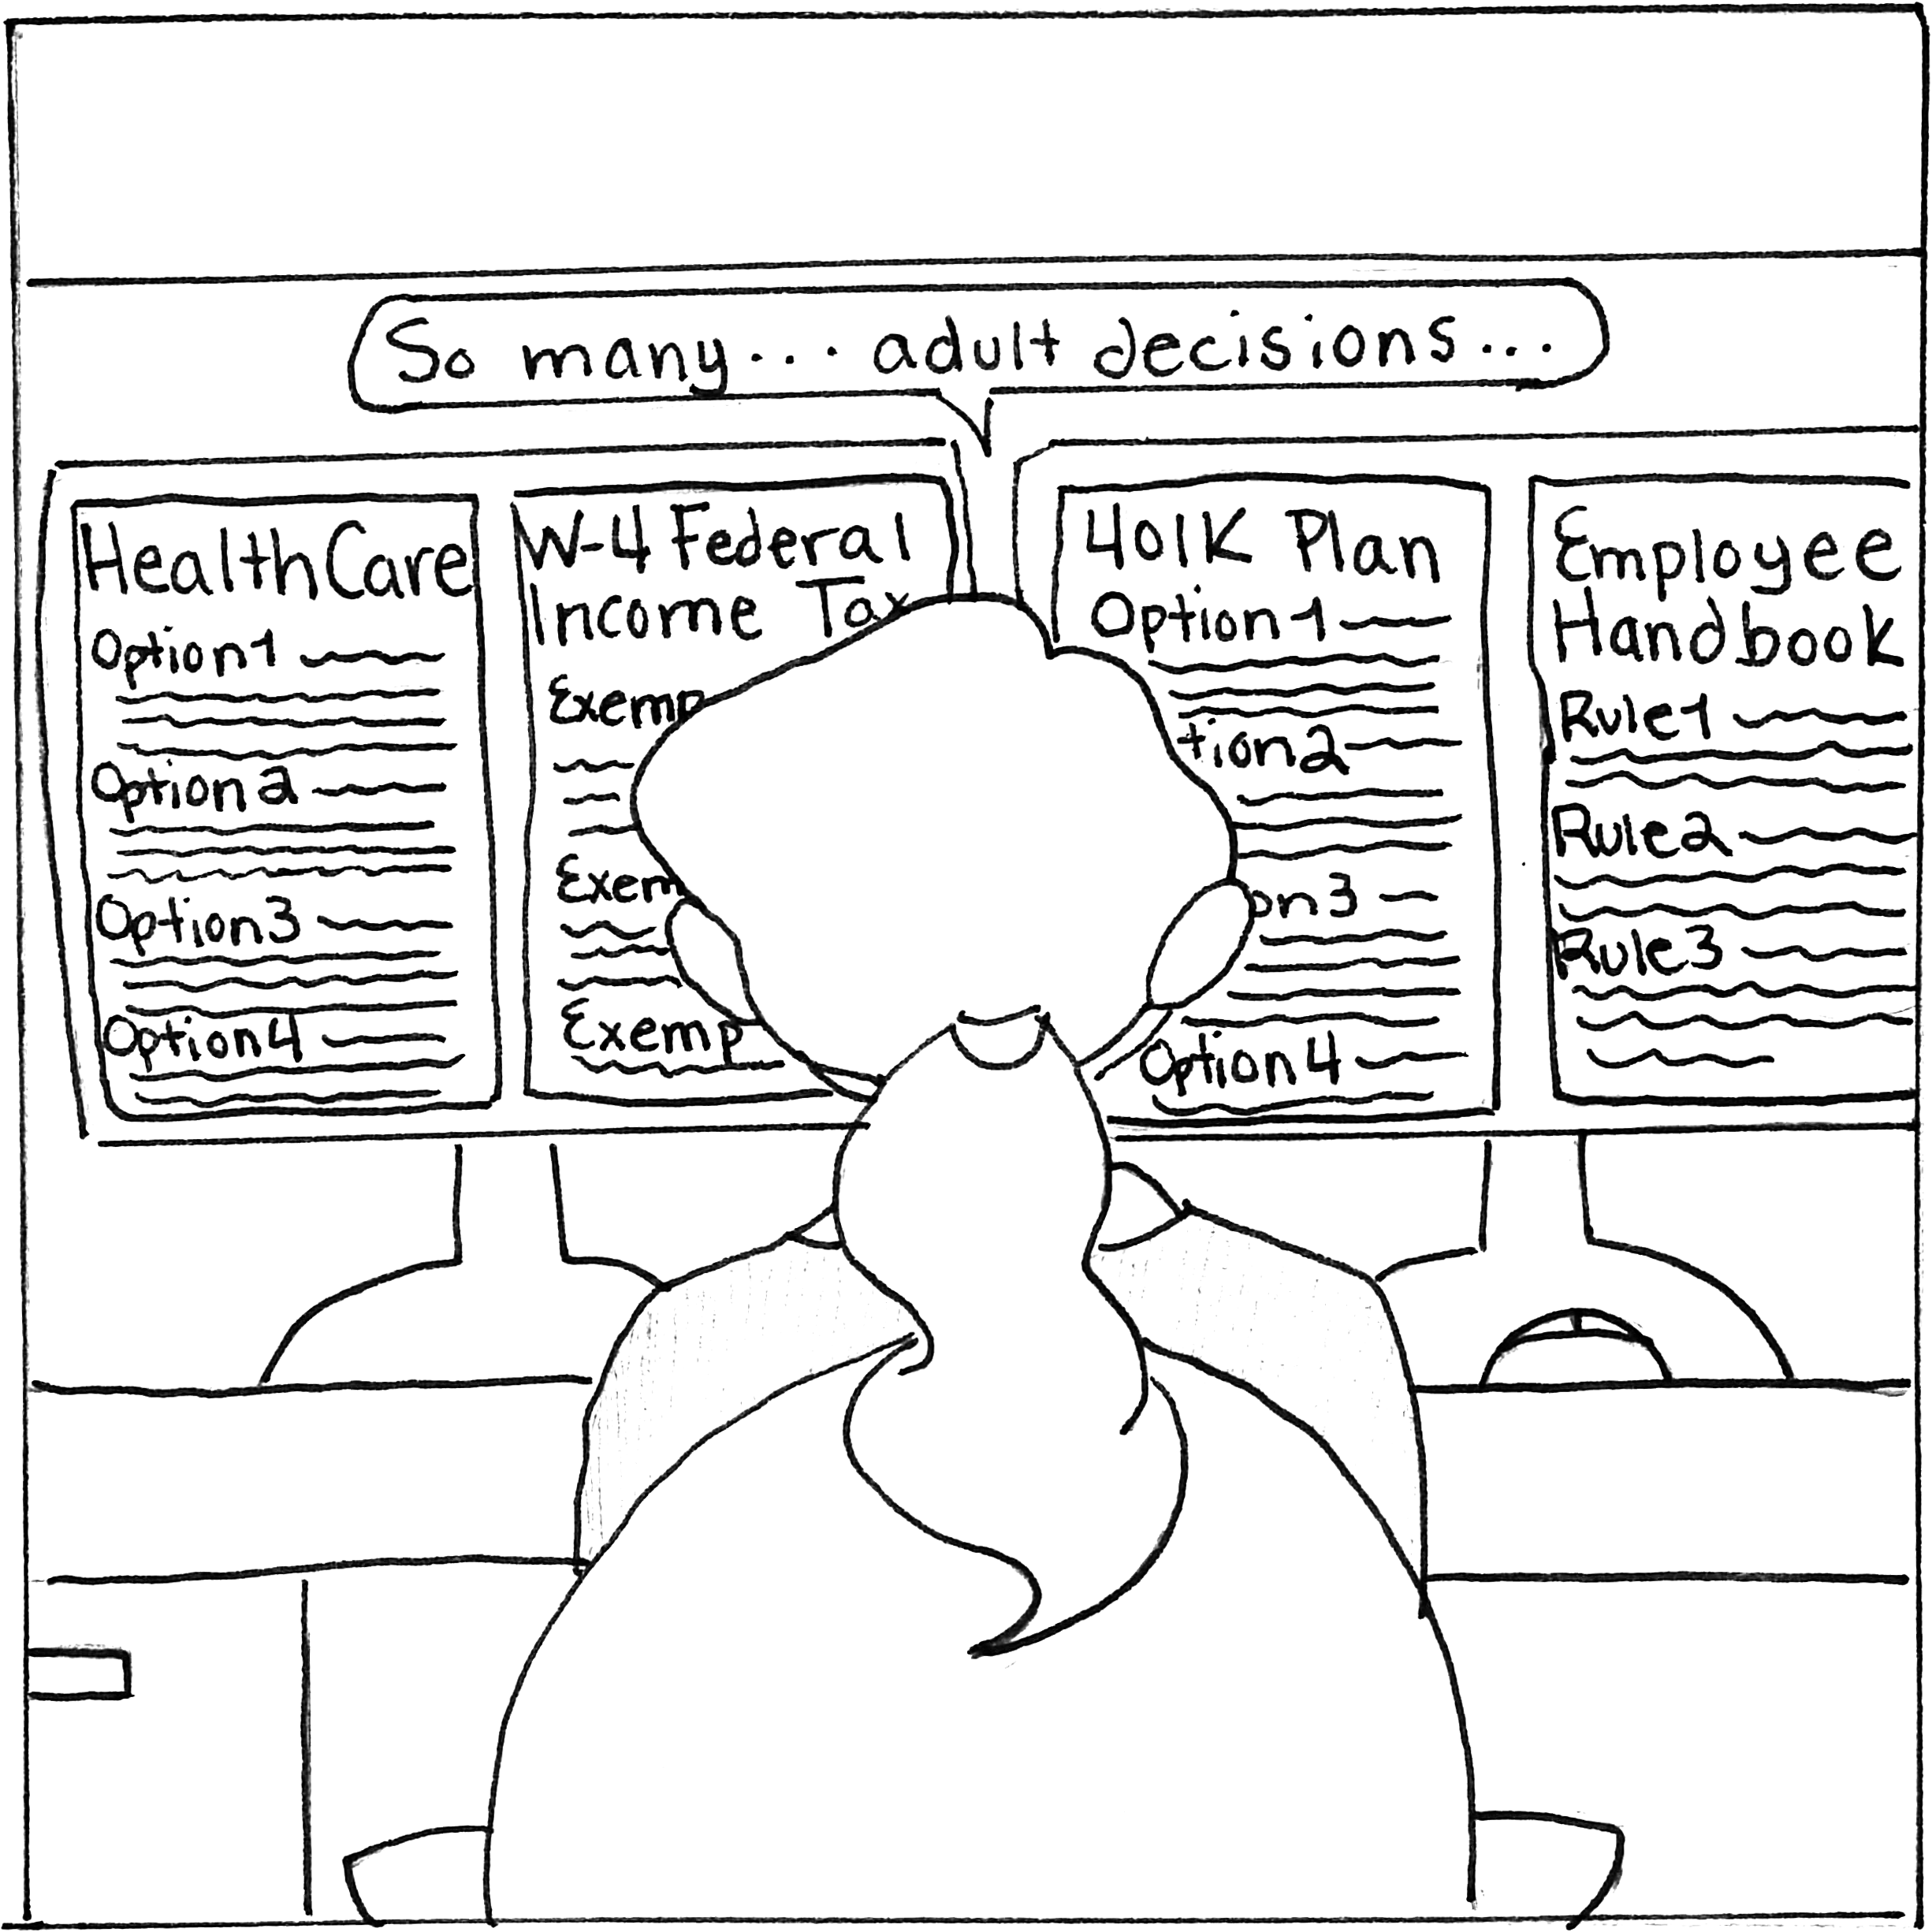 So many... adult decisions...
HealthCare
Option1
Option2
Option3
Option4
W-4 Federal
Income Tax
Exemp
Exem
Exemp
401K Plan
Option1
tion2
on3
Option4
Employee
Handbook
Rule1
Rule2
Rule3